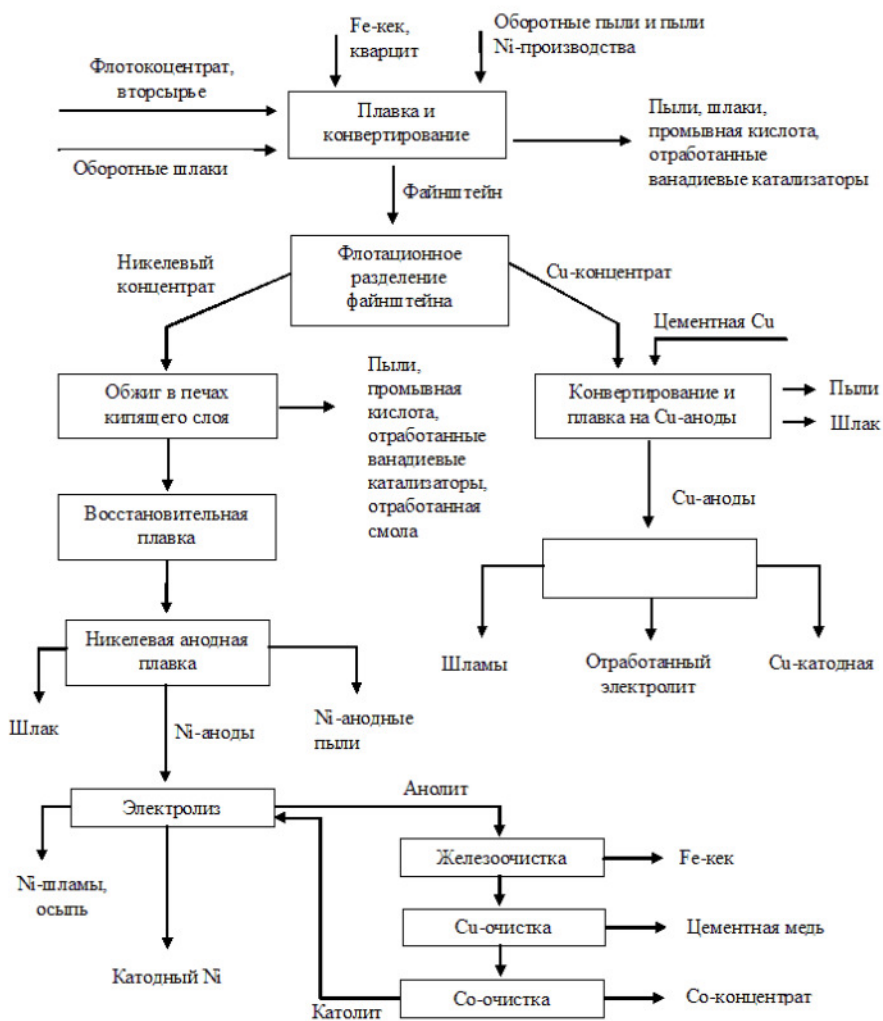 Fe-кек,
кварцит
Оборотные пыли и пыли
Ni-производства
Флотокоцентрат,
вторсырье
Плавка и
конвертирование
Пыли, шлаки,
промывная кислота,
отработанные
ванадиевые катализаторы
Оборотные шлаки
Файнштейн
Никелевый
концентрат
Флотационное
разделение
файнштейна
Cu-концентрат
Цементная Cu
Обжиг в печах
кипящего слоя
Пыли,
промывная
кислота,
отработанные
ванадиевые
катализаторы,
отработанная
смола
Конвертирование и
плавка на Cu-аноды
Пыли
Шлак
Cu-аноды
Восстановительная
плавка
Никелевая анодная
плавка
Шламы
Отработанный
электролит
Cu-катодная
Шлак
Ni-аноды
Ni-анодные
пыли
Электролиз
Анолит
Железоочистка
Fe-кек
Ni-шламы,
осыпь
Cu-очистка
Цементная медь
Катодный Ni
Католит
Co-очистка
Co-концентрат